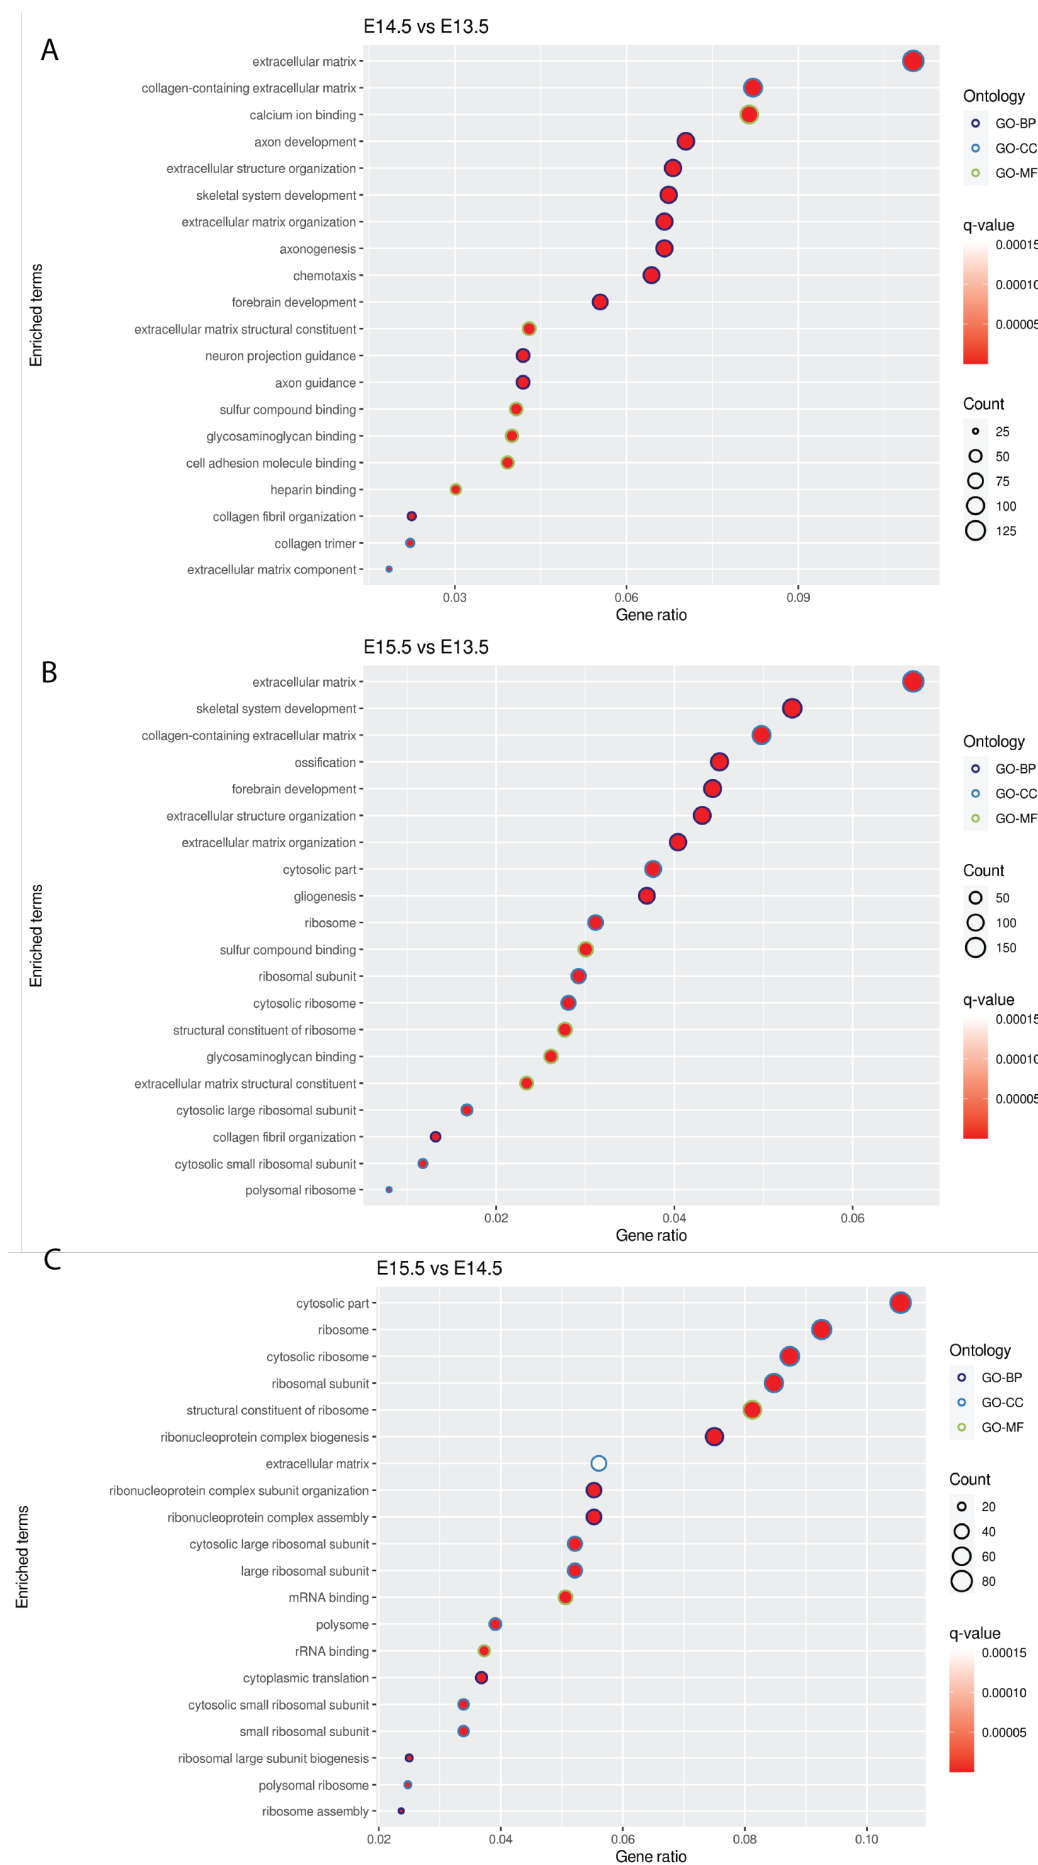 A
E14.5 vs E13.5
Enriched terms
extracellular matrix
collagen-containing extracellular matrix
calcium ion binding
axon development
extracellular structure organization
skeletal system development
extracellular matrix organization
axonogenesis
chemotaxis
forebrain development
extracellular matrix structural constituent
neuron projection guidance
axon guidance
sulfur compound binding
glycosaminoglycan binding
cell adhesion molecule binding
heparin binding
collagen fibril organization
collagen trimer
extracellular matrix component
0.03 0.06 0.09
Gene ratio
Ontology
GO-BP
GO-CC
GO-MF
q-value
0.00015
0.00010
0.00005
Count
25
50
75
100
125
B
E15.5 vs E13.5
Enriched terms
extracellular matrix
skeletal system development
collagen-containing extracellular matrix
ossification
forebrain development
extracellular structure organization
extracellular matrix organization
cytosolic part
gliogenesis
ribosome
sulfur compound binding
ribosomal subunit
cytosolic ribosome
structural constituent of ribosome
glycosaminoglycan binding
extracellular matrix structural constituent
cytosolic large ribosomal subunit
collagen fibril organization
cytosolic small ribosomal subunit
polysomal ribosome
0.02 0.04 0.06
Gene ratio
Ontology
GO-BP
GO-CC
GO-MF
Count
50
100
150
q-value
0.00015
0.00010
0.00005
C
E15.5 vs E14.5
Enriched terms
cytosolic part
ribosome
cytosolic ribosome
ribosomal subunit
structural constituent of ribosome
ribonucleoprotein complex biogenesis
extracellular matrix
ribonucleoprotein complex subunit organization
ribonucleoprotein complex assembly
cytosolic large ribosomal subunit
large ribosomal subunit
mRNA binding
polysome
rRNA binding
cytoplasmic translation
cytosolic small ribosomal subunit
small ribosomal subunit
ribosomal large subunit biogenesis
polysomal ribosome
ribosome assembly
0.02 0.04 0.06 0.08 0.10
Gene ratio
Ontology
GO-BP
GO-CC
GO-MF
Count
20
40
60
80
q-value
0.00015
0.00010
0.00005